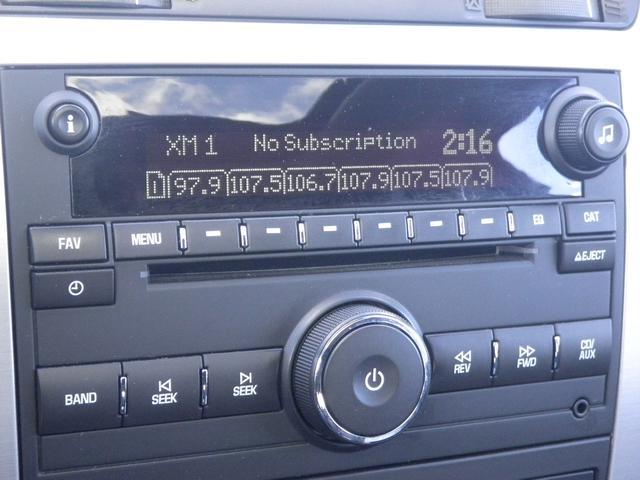 i
XM 1 No Subscription 2:16
D 97.9 107.5 106.7 107.9 107.5 107.9
FAV MENU EQ CAT
EJECT
BAND SEEK SEEK REV FWD CD/
AUX